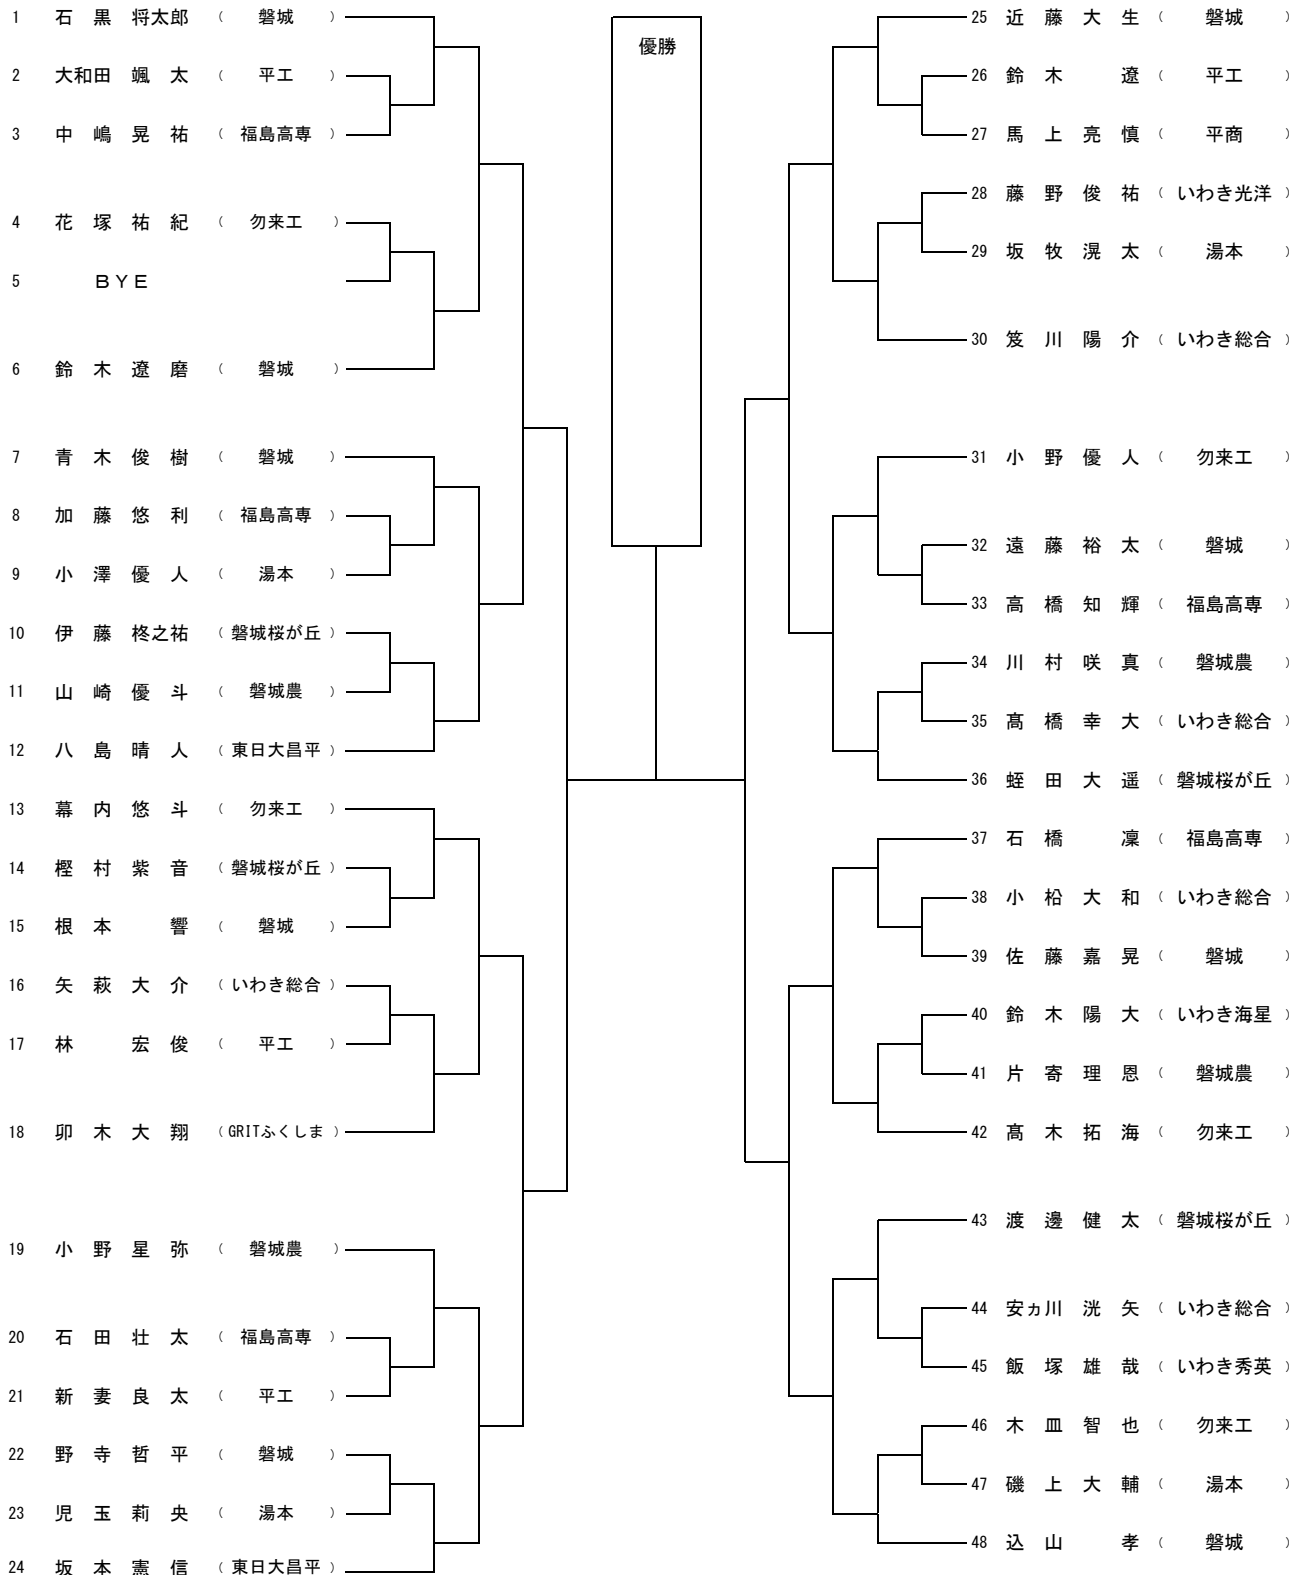 優勝
1 石 黒 将太郎 ( 磐城 )
2 大和田 颯 太 ( 平工 )
3 中 嶋 晃 祐 ( 福島高専 )
4 花 塚 祐 紀 ( 勿来工 )
5 BYE
6 鈴 木 遼 磨 ( 磐城 )
7 青 木 俊 樹 ( 磐城 )
8 加 藤 悠 利 ( 福島高専 )
9 小 澤 優 人 ( 湯本 )
10 伊 藤 柊之祐 ( 磐城桜が丘 )
11 山 崎 優 斗 ( 磐城農 )
12 八 島 晴 人 ( 東日大昌平 )
13 幕 内 悠 斗 ( 勿来工 )
14 樫 村 紫 音 ( 磐城桜が丘 )
15 根 本 響 ( 磐城 )
16 矢 萩 大 介 ( いわき総合 )
17 林 宏 俊 ( 平工 )
18 卯 木 大 翔 ( GRITふくしま )
19 小 野 星 弥 ( 磐城農 )
20 石 田 壮 太 ( 福島高専 )
21 新 妻 良 太 ( 平工 )
22 野 寺 哲 平 ( 磐城 )
23 児 玉 莉 央 ( 湯本 )
24 坂 本 憲 信 ( 東日大昌平 )
25 近 藤 大 生 ( 磐城 )
26 鈴 木 遼 ( 平工 )
27 馬 上 亮 慎 ( 平商 )
28 藤 野 俊 祐 ( いわき光洋 )
29 坂 牧 滉 太 ( 湯本 )
30 笈 川 陽 介 ( いわき総合 )
31 小 野 優 人 ( 勿来工 )
32 遠 藤 裕 太 ( 磐城 )
33 高 橋 知 輝 ( 福島高専 )
34 川 村 咲 真 ( 磐城農 )
35 髙 橋 幸 大 ( いわき総合 )
36 蛭 田 大 遥 ( 磐城桜が丘 )
37 石 橋 凜 ( 福島高専 )
38 小 松 大 和 ( いわき総合 )
39 佐 藤 嘉 晃 ( 磐城 )
40 鈴 木 陽 大 ( いわき海星 )
41 片 寄 理 恩 ( 磐城農 )
42 髙 木 拓 海 ( 勿来工 )
43 渡 邊 健 太 ( 磐城桜が丘 )
44 安ヵ川 洸 矢 ( いわき総合 )
45 飯 塚 雄 哉 ( いわき秀英 )
46 木 皿 智 也 ( 勿来工 )
47 磯 上 大 輔 ( 湯本 )
48 込 山 孝 ( 磐城 )